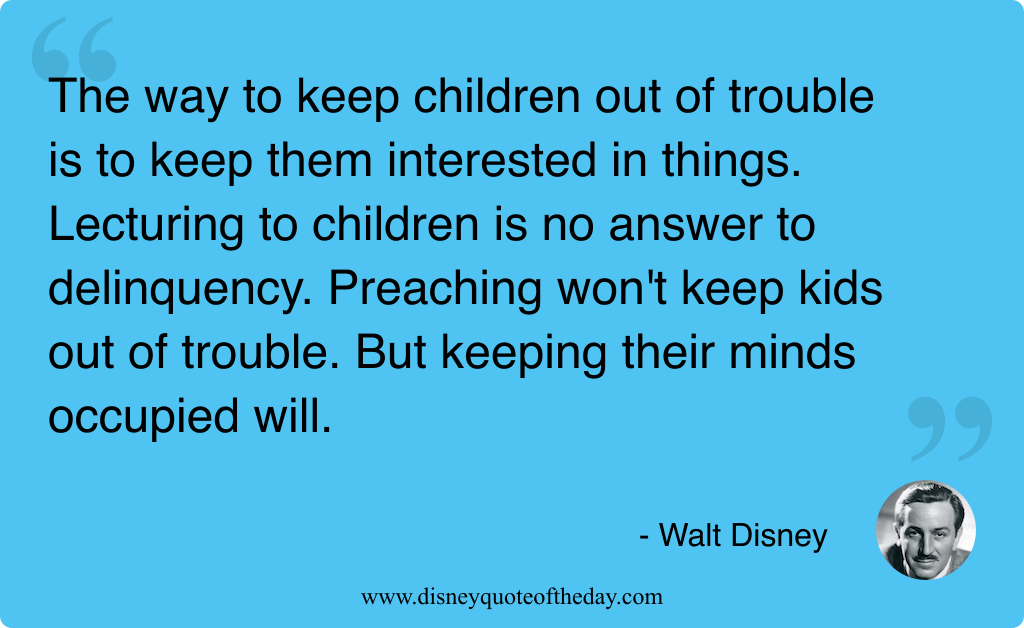 The way to keep children out of trouble
is to keep them interested in things.
Lecturing to children is no answer to
delinquency. Preaching won't keep kids
out of trouble. But keeping their minds
occupied will.
- Walt Disney
www.disneyquoteoftheday.com